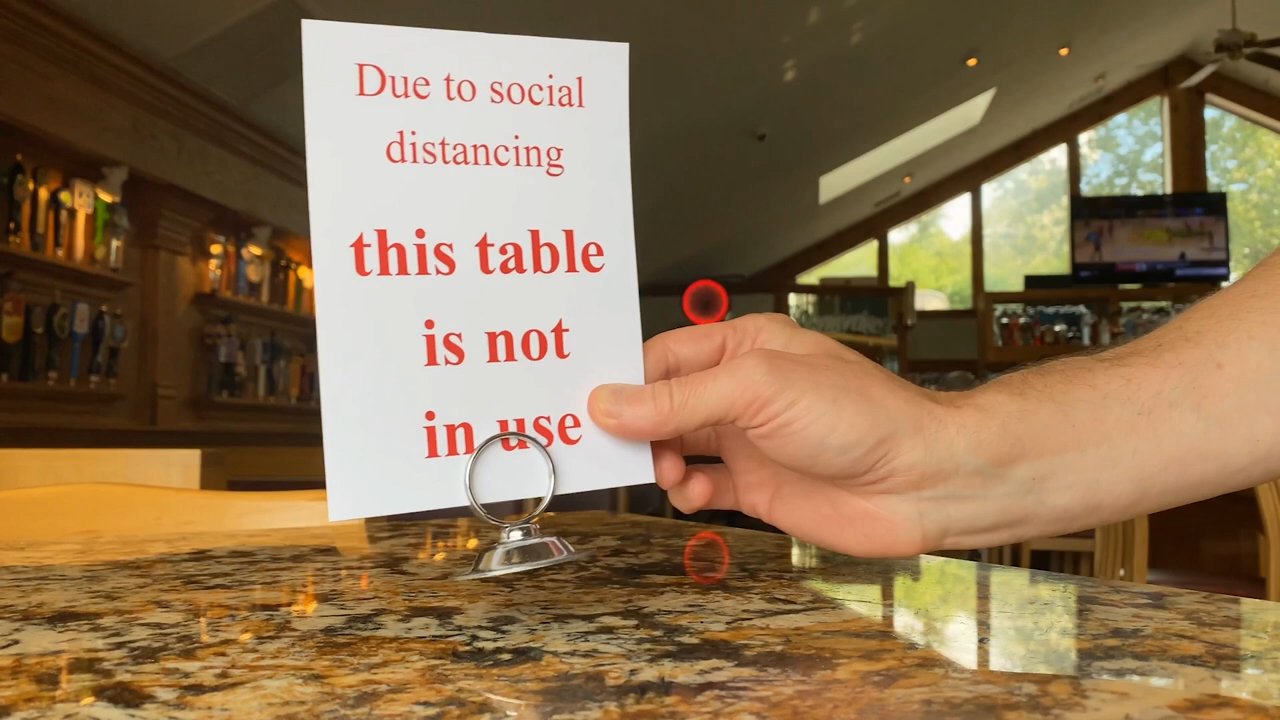 Due to social
distancing
this table
is not
in use